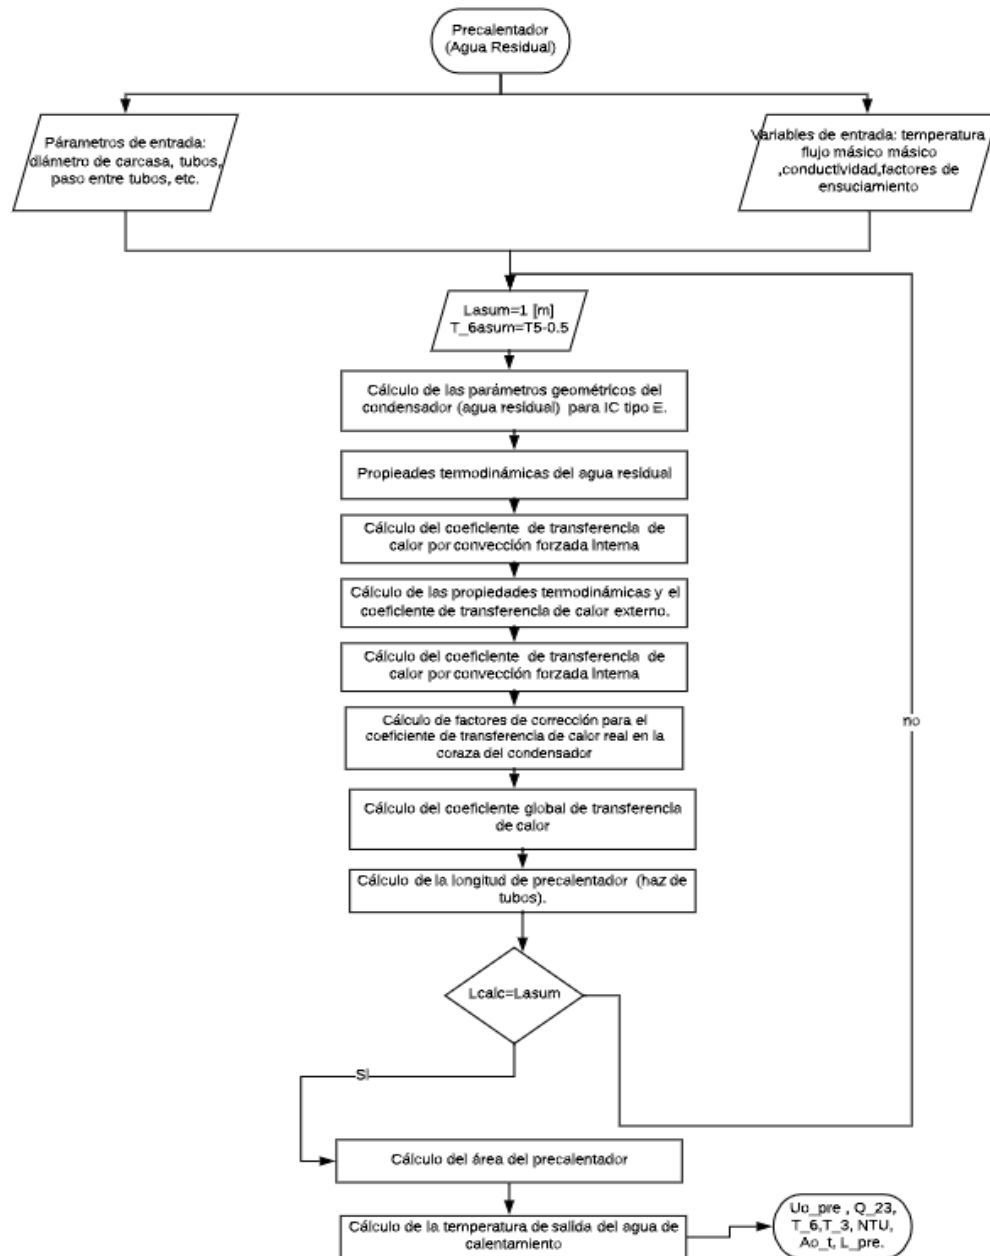 Precalentador
(Agua Residual)
Párametros de entrada:
diámetro de carcasa, tubos,
paso entre tubos, etc.
Variables de entrada: temperatura ,
flujo másico másico
,conductividad,factores de
ensuciamiento
Lasum=1 [m]
T_6asum=T5-0.5
Cálculo de las parámetros geométricos del
condensador (agua residual) para IC tipo E.
Propieades termodinámicas del agua residual
Cálculo del coeficiente de transferencia de
calor por convección forzada interna
Cálculo de las propiedades termodinámicas y el
coeficiente de transferencia de calor externo.
Cálculo del coeficiente de transferencia de
calor por convección forzada interna
Cálculo de factores de corrección para el
coeficiente de transferencia de calor real en la
coraza del condensador
no
Cálculo del coeficiente global de transferencia
de calor
Cálculo de la longitud de precalentador (haz de
tubos).
Lcalc=Lasum
Si
Cálculo del área del precalentador
Cálculo de la temperatura de salida del agua de
calentamiento
Uo_pre , Q_23,
T_6,T_3, NTU,
Ao_t, L_pre.